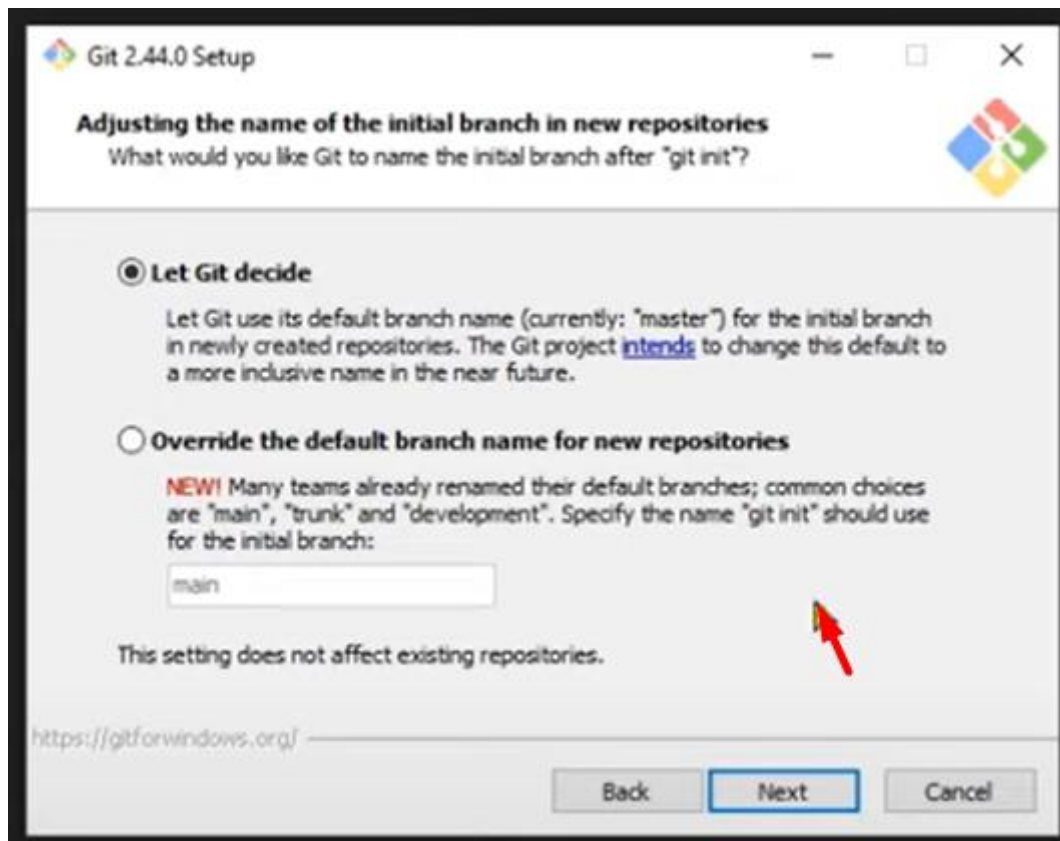 Git 2.44.0 Setup
Adjusting the name of the initial branch in new repositories
What would you like Git to name the initial branch after "git init"?
Let Git decide
Let Git use its default branch name (currently: "master") for the initial branch
in newly created repositories. The Git project intends to change this default to
a more inclusive name in the near future.
Override the default branch name for new repositories
NEW! Many teams already renamed their default branches; common choices
are "main", "trunk" and "development". Specify the name "git init" should use
for the initial branch:
main
This setting does not affect existing repositories.
https://gitforwindows.org/
Back Next Cancel